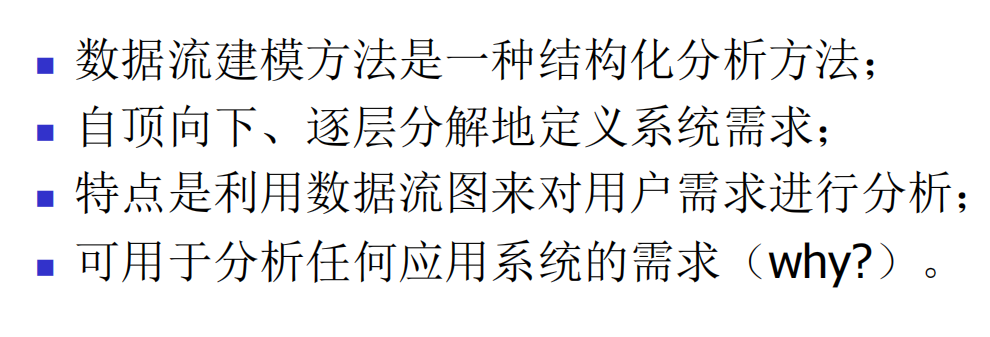 数据流建模方法是一种结构化分析方法；
自顶向下、逐层分解地定义系统需求；
特点是利用数据流图来对用户需求进行分析；
可用于分析任何应用系统的需求（why?）。